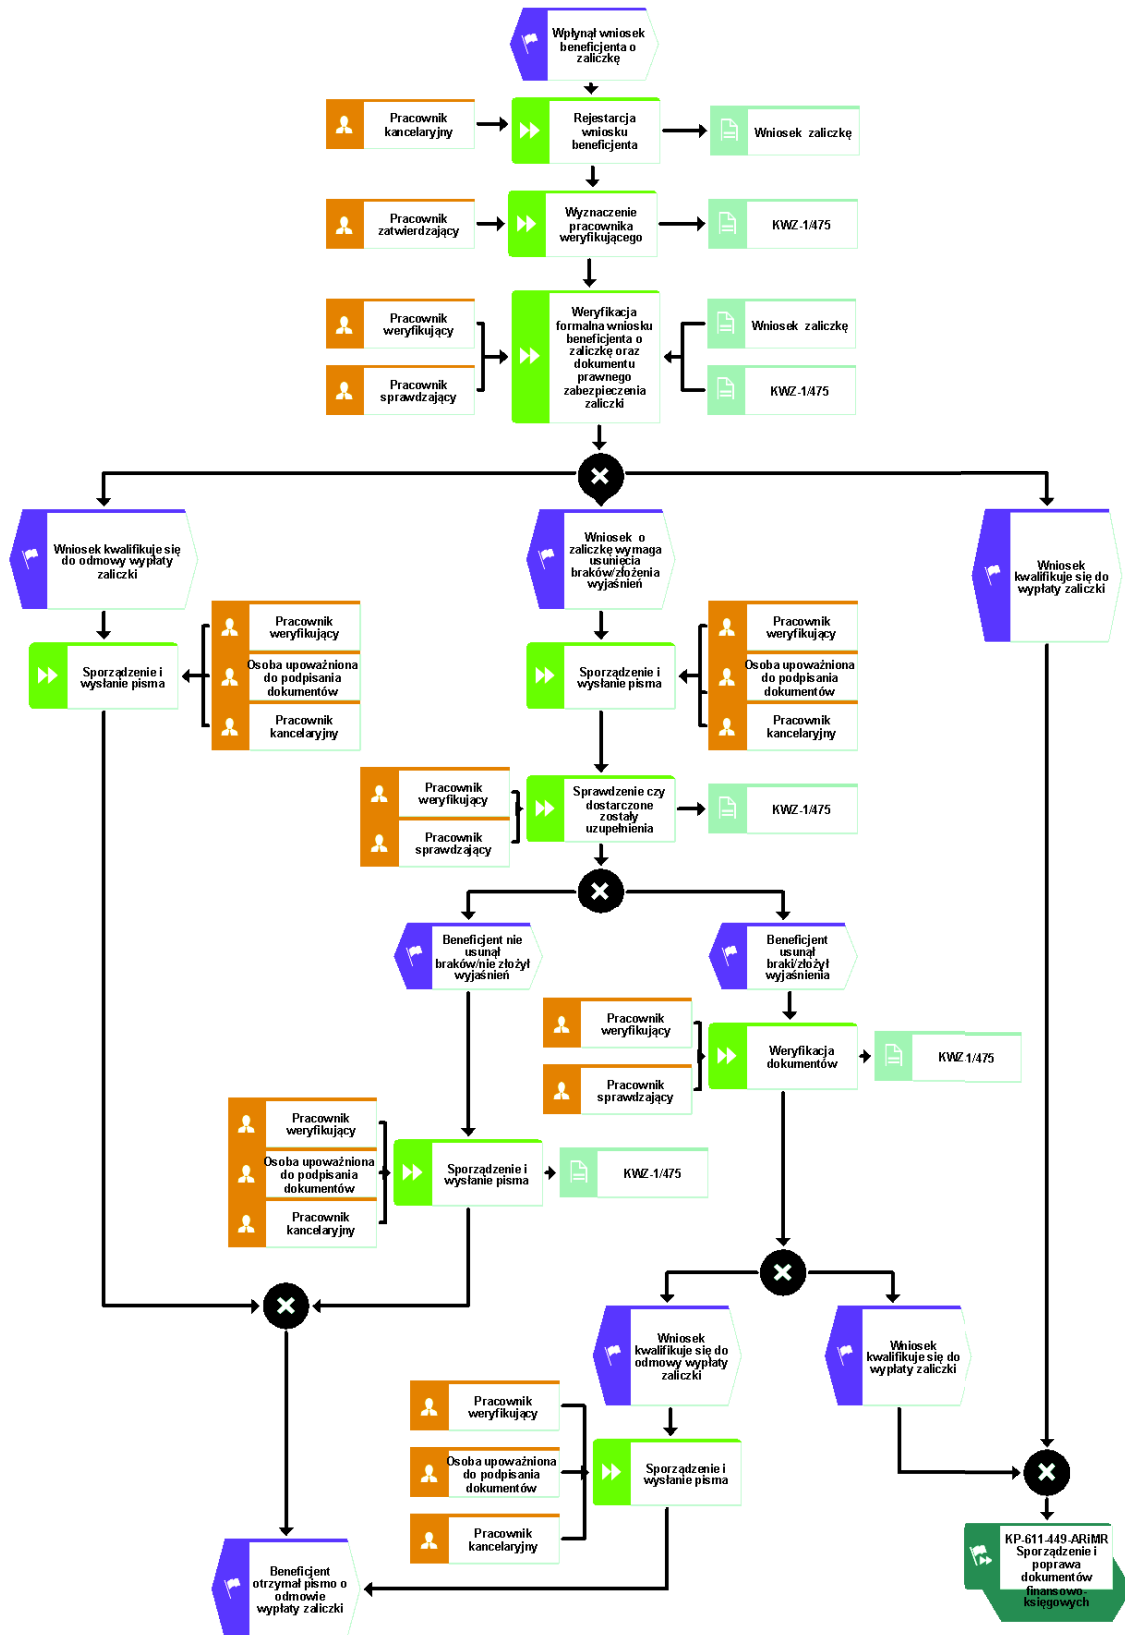 Wpłynął wniosek
beneficjenta o
zaliczkę
Pracownik
kancelaryjny
Rejestarcja
wniosku
beneficjenta
Wniosek zaliczkę
Pracownik
zatwierdzający
Wyznaczenie
pracownika
weryfikującego
KWZ-1/475
Pracownik
weryfikujący
Pracownik
sprawdzający
Weryfikacja
formalna wniosku
beneficjenta o
zaliczkę oraz
dokumentu
prawnego
zabezpieczenia
zaliczki
Wniosek zaliczkę
KWZ-1/475
Wniosek kwalifikuje się
do odmowy wypłaty
zaliczki
Wniosek o
zaliczkę wymaga
usunięcia
braków/złożenia
wyjaśnień
Wniosek
kwalifikuje się do
wypłaty zaliczki
Sporządzenie i
wysłanie pisma
Pracownik
weryfikujący
Osoba upoważniona
do podpisania
dokumentów
Pracownik
kancelaryjny
Sporządzenie i
wysłanie pisma
Pracownik
weryfikujący
Osoba upoważniona
do podpisania
dokumentów
Pracownik
kancelaryjny
Pracownik
weryfikujący
Pracownik
sprawdzający
Sprawdzenie czy
dostarczone
zostały
uzupełnienia
KWZ-1/475
Beneficjent nie
usunął
braków/nie złożył
wyjaśnień
Beneficjent
usunął
braki/złożył
wyjaśnienia
Pracownik
weryfikujący
Pracownik
sprawdzający
Weryfikacja
dokumentów
KWZ 1/475
Pracownik
weryfikujący
Osoba upoważniona
do podpisania
dokumentów
Pracownik
kancelaryjny
Sporządzenie i
wysłanie pisma
KWZ-1/475
Wniosek
kwalifikuje się do
odmowy wypłaty
zaliczki
Wniosek
kwalifikuje się do
wypłaty zaliczki
Pracownik
weryfikujący
Osoba upoważniona
do podpisania
dokumentów
Pracownik
kancelaryjny
Sporządzenie i
wysłanie pisma
Beneficjent
otrzymał pismo o
odmowie
wypłaty zaliczki
KP-611-449-ARiMR
Sporządzenie i
poprawa
dokumentów
finansowo-
księgowych